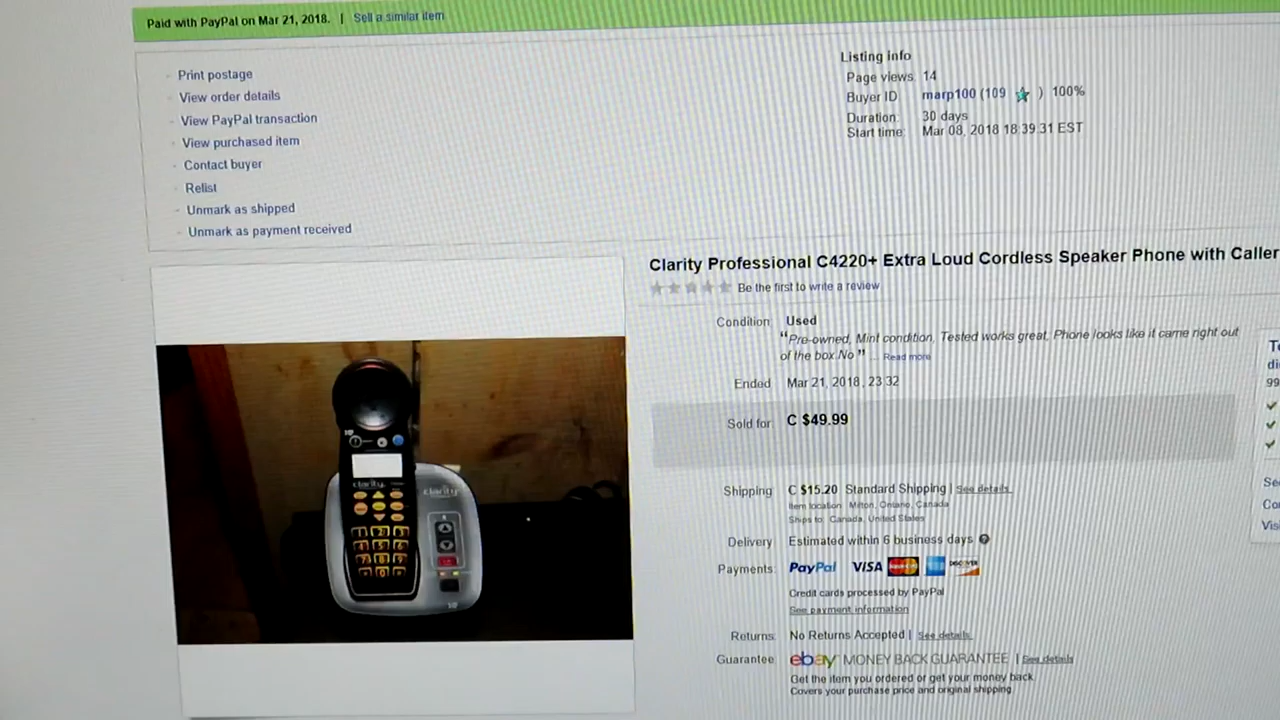 Paid with PayPal on Mar 21, 2018. | Sell a similar item
Print postage
View order details
View PayPal transaction
View purchased item
Contact buyer
Relist
Unmark as shipped
Unmark as payment received
Listing info
Page views 14
Buyer ID marp100 (109 ) 100%
Duration: 30 days
Start time: Mar 08, 2018 18:39:31 EST
Clarity Professional C4220+ Extra Loud Cordless Speaker Phone with Caller
Be the first to write a review
Condition: Used
“Pre-owned, Mint condition, Tested works great, Phone looks like it came right out
of the box.No ” ... Read more
Ended: Mar 21, 2018 , 23:32
Sold for: C $49.99
Shipping: C $15.20 Standard Shipping | See details
Item location: Milton, Ontario, Canada
Ships to: Canada, United States
Delivery: Estimated within 6 business days
Payments: PayPal VISA MasterCard DISCOVER
Credit cards processed by PayPal
See payment information
Returns: No Returns Accepted | See details
Guarantee: ebay MONEY BACK GUARANTEE | See details
Get the item you ordered or get your money back.
Covers your purchase price and original shipping.
clarity
clarity